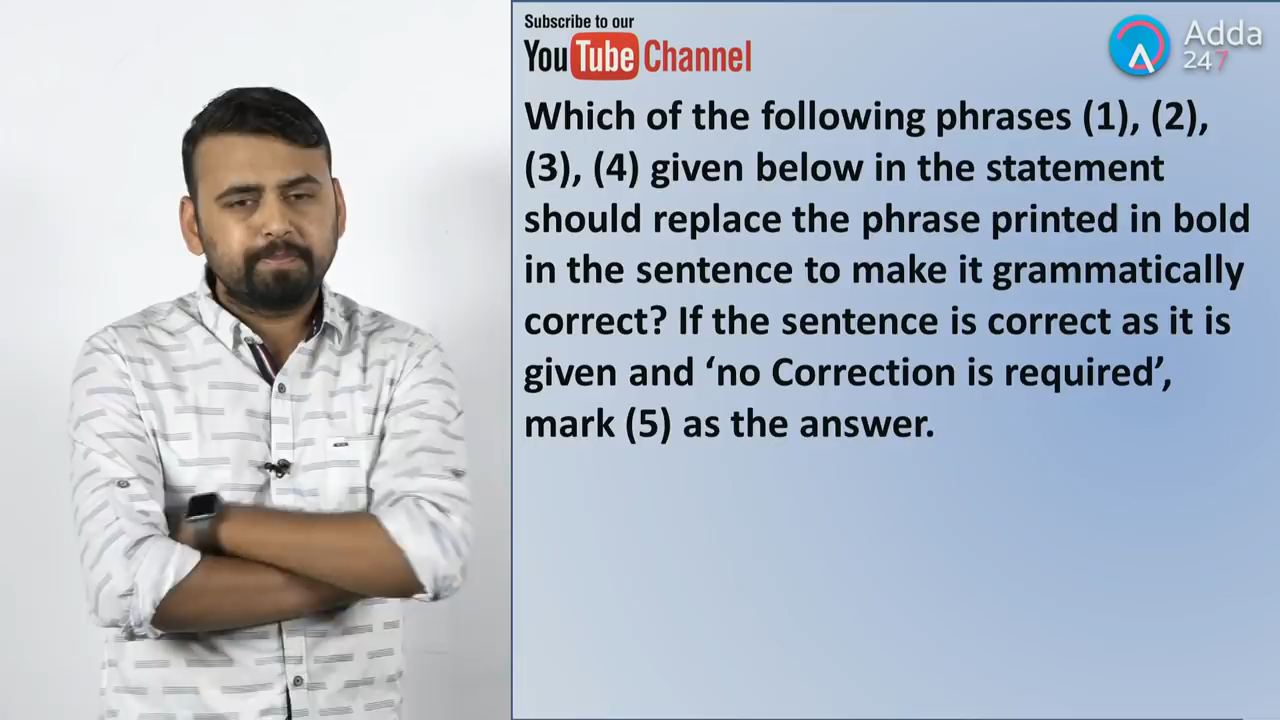 Subscribe to our
YouTube Channel
Adda
247
Which of the following phrases (1), (2),
(3), (4) given below in the statement
should replace the phrase printed in bold
in the sentence to make it grammatically
correct? If the sentence is correct as it is
given and ‘no Correction is required’,
mark (5) as the answer.